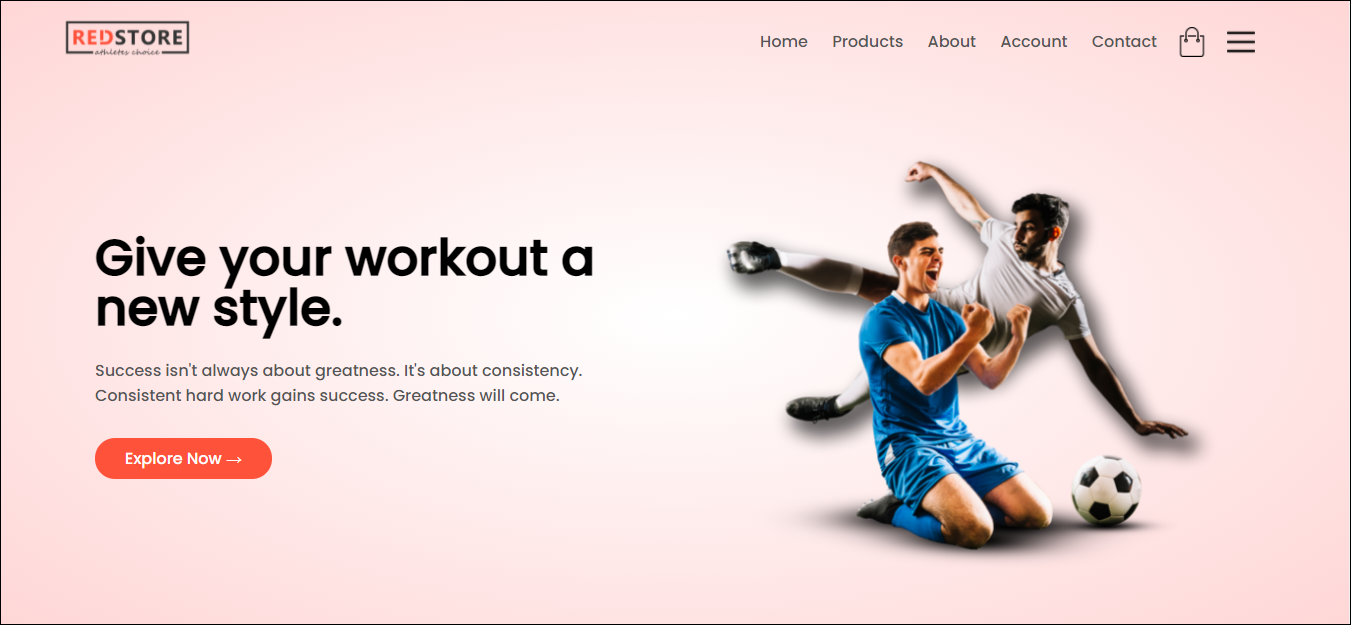 REDSTORE
athletes choice
Home Products About Account Contact
Give your workout a
new style.
Success isn't always about greatness. It's about consistency.
Consistent hard work gains success. Greatness will come.
Explore Now →